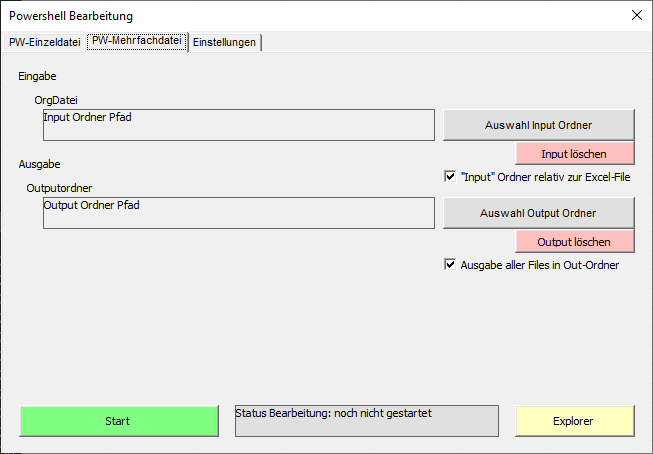 Powershell Bearbeitung
PW-Einzeldatei PW-Mehrfachdatei Einstellungen
Eingabe
OrgDatei
Input Ordner Pfad
Auswahl Input Ordner
Input löschen
Ausgabe
"Input" Ordner relativ zur Excel-File
Outputordner
Output Ordner Pfad
Auswahl Output Ordner
Output löschen
Ausgabe aller Files in Out-Ordner
Start
Status Bearbeitung: noch nicht gestartet
Explorer